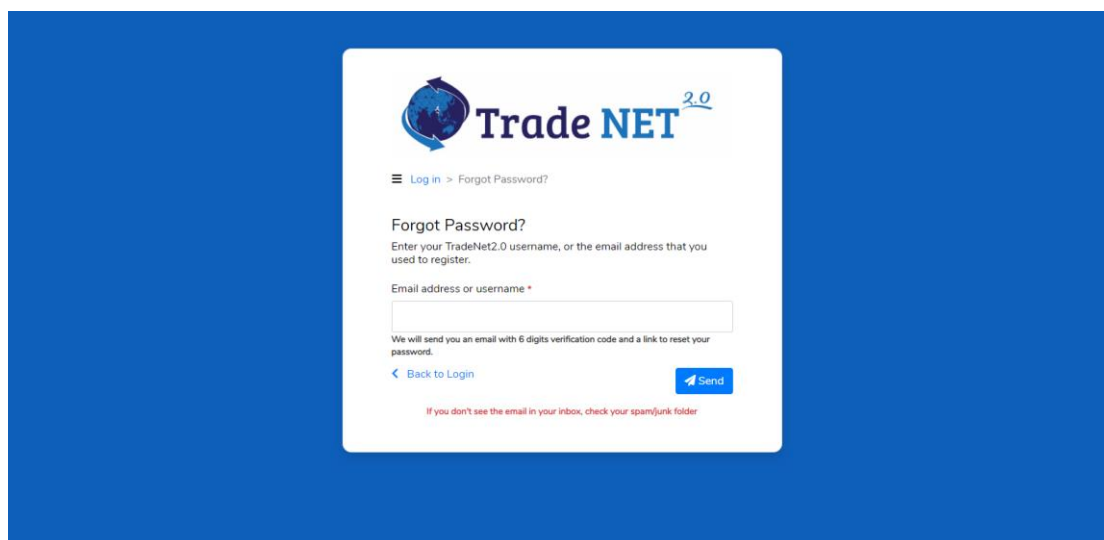 Trade NET 2.0
Log in > Forgot Password?
Forgot Password?
Enter your TradeNet2.0 username, or the email address that you
used to register.
Email address or username *
We will send you an email with 6 digits verification code and a link to reset your
password.
Back to Login
Send
If you don't see the email in your inbox, check your spam/junk folder